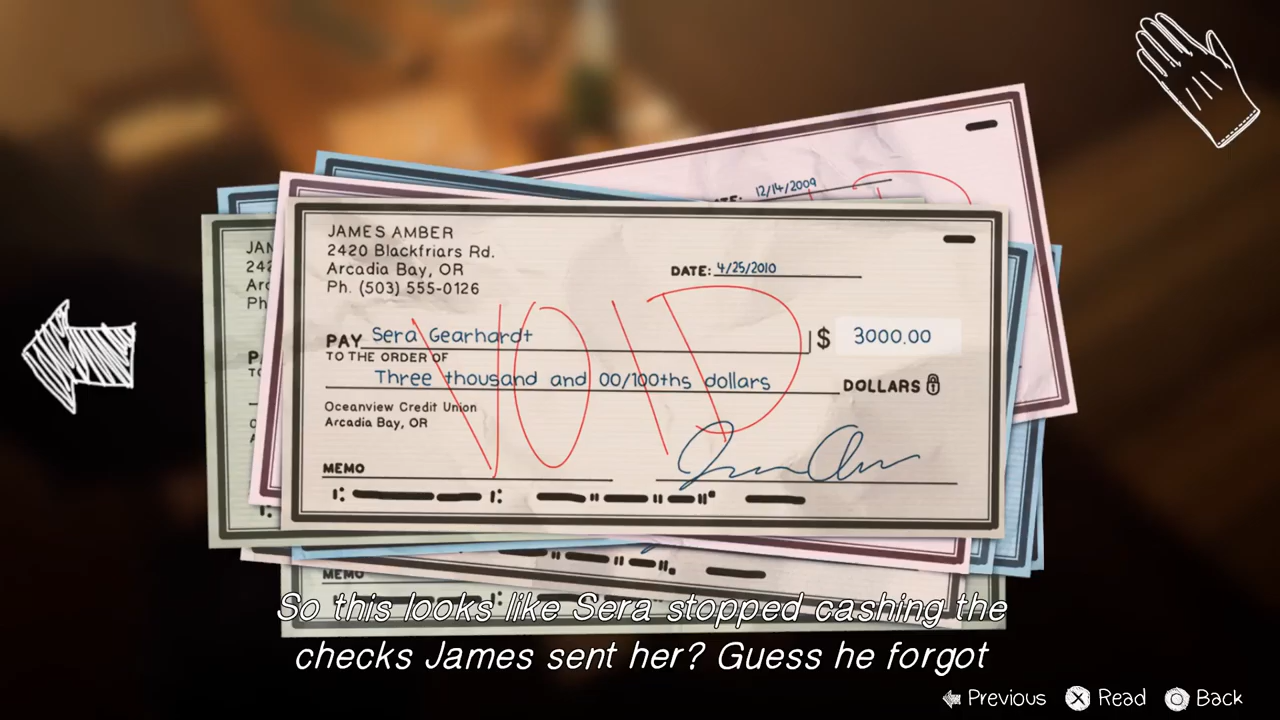 12/14/2009
JAMES AMBER
2420 Blackfriars Rd.
Arcadia Bay, OR
Ph. (503) 555-0126
DATE: 4/25/2010
VOID
PAY Sera Gearhardt $ 3000.00
TO THE ORDER OF
Three thousand and 00/100ths dollars DOLLARS
Oceanview Credit Union
Arcadia Bay, OR
MEMO
MEMO
So this looks like Sera stopped cashing the
checks James sent her? Guess he forgot
Previous Read Back